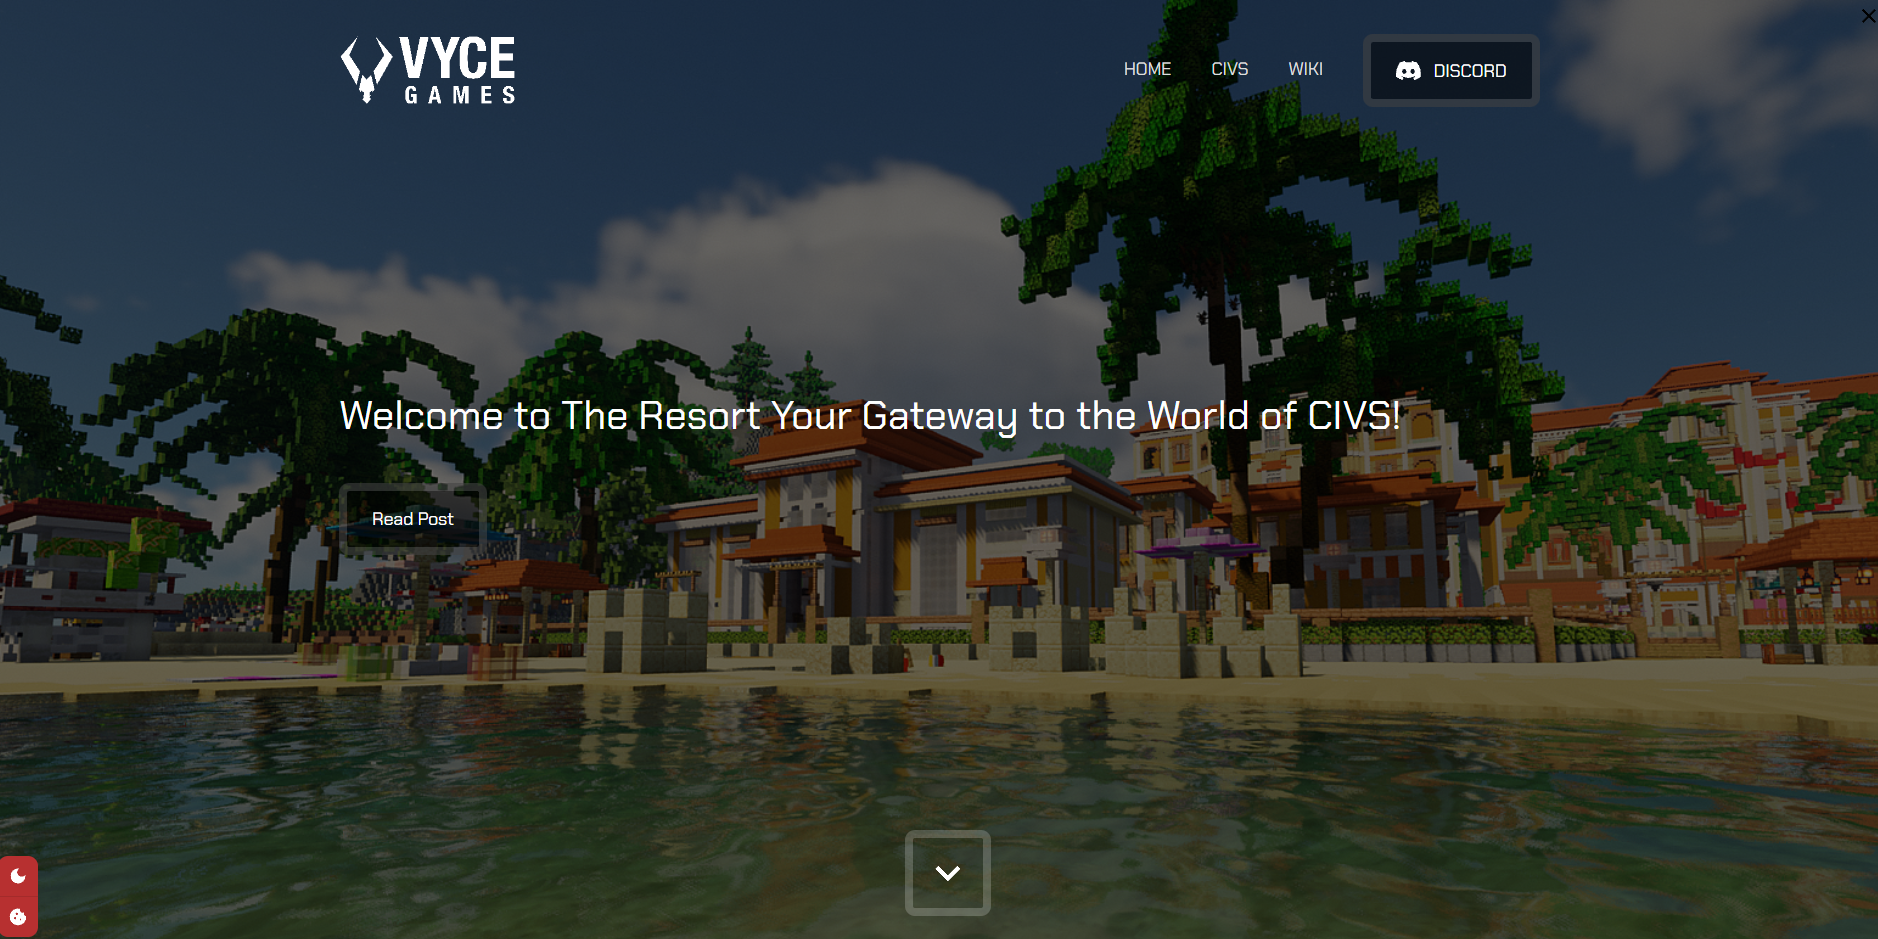 VYCE
GAMES
HOME
CIVS
WIKI
DISCORD
Welcome to The Resort Your Gateway to the World of CIVS!
Read Post